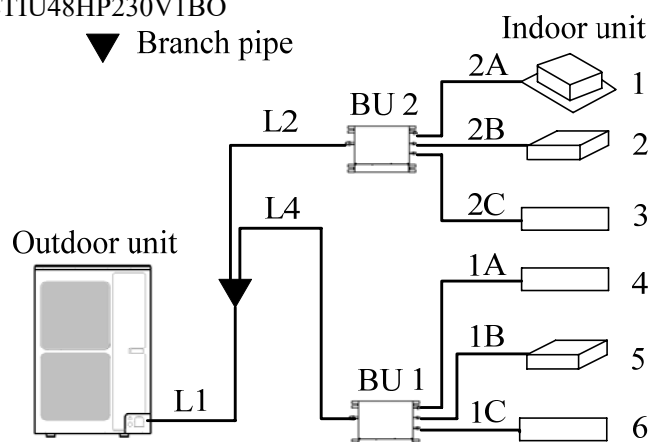 TIU48HP230V1BO
Branch pipe
Indoor unit
2A
1
BU 2
L2
2B
2
2C
3
L4
Outdoor unit
1A
4
1B
5
BU 1
L1
1C
6